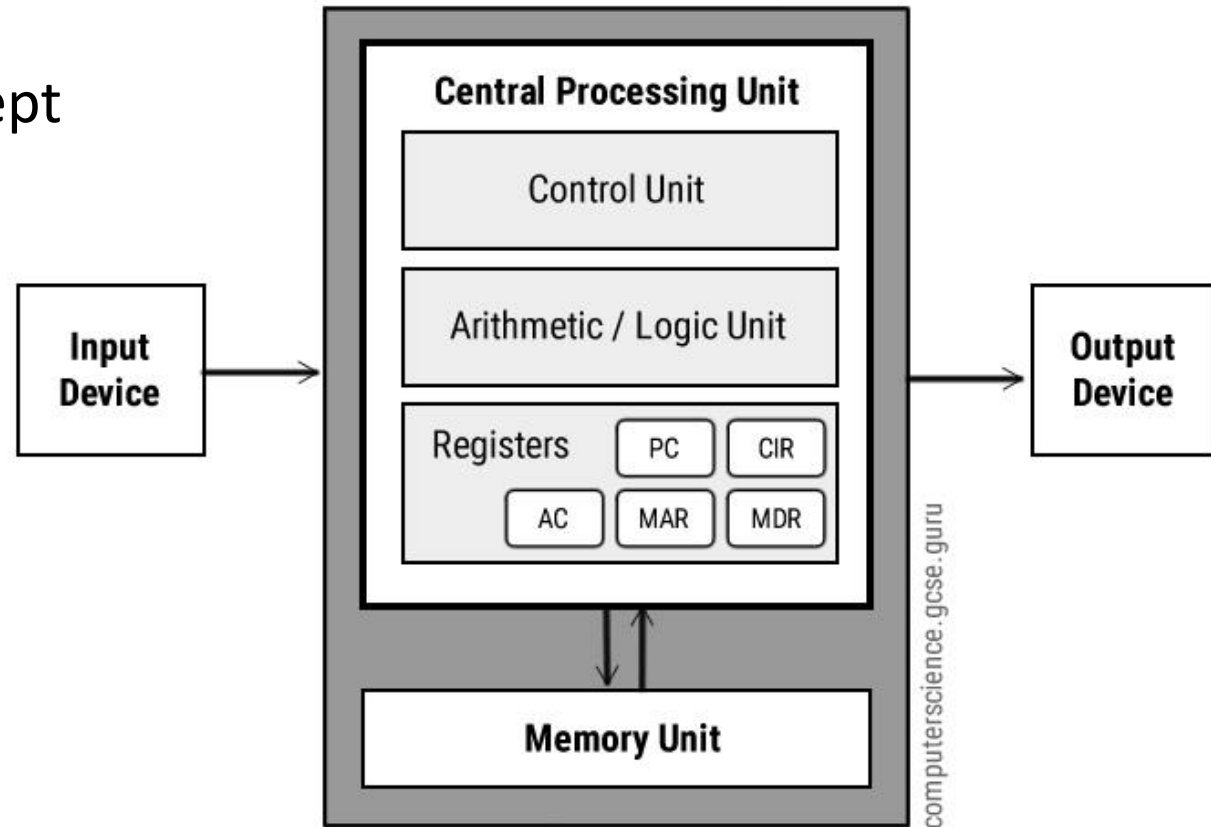 ept
Central Processing Unit
Control Unit
Arithmetic / Logic Unit
Input
Device
Output
Device
Registers
PC
CIR
AC
MAR
MDR
Memory Unit
computerscience.gcse.guru